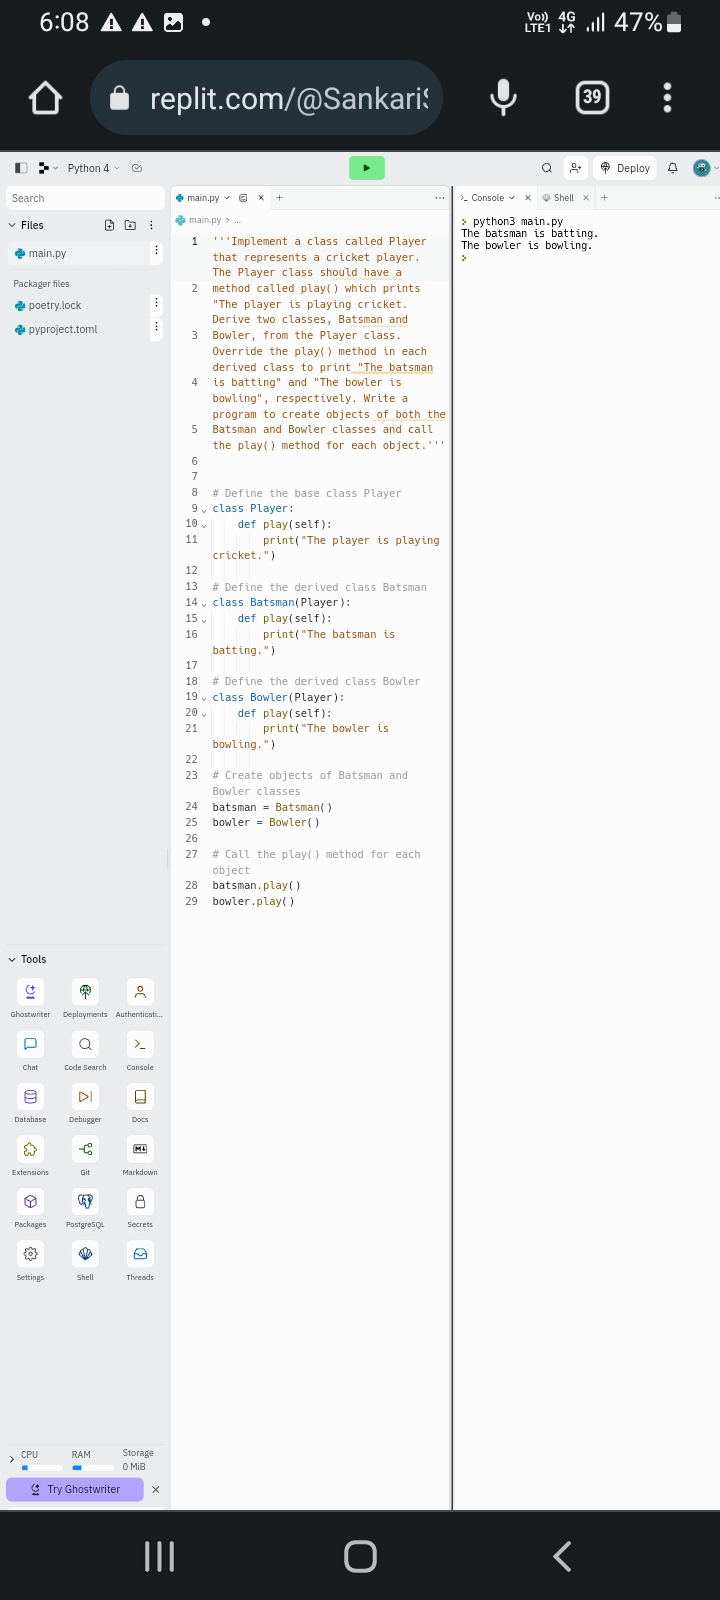 6:08
Vo)) LTE1 4G 47%
replit.com/@SankariS
39
Python 4
Deploy
Search
Files
main.py
Packager files
poetry.lock
pyproject.toml
main.py
main.py > ...
1 '''Implement a class called Player
that represents a cricket player.
The Player class should have a
2 method called play() which prints
"The player is playing cricket.
Derive two classes, Batsman and
3 Bowler, from the Player class.
Override the play() method in each
derived class to print "The batsman
4 is batting" and "The bowler is
bowling", respectively. Write a
program to create objects of both the
5 Batsman and Bowler classes and call
the play() method for each object.'''
6
7
8 # Define the base class Player
9 class Player:
10 def play(self):
11 print("The player is playing
cricket.")
12
13 # Define the derived class Batsman
14 class Batsman(Player):
15 def play(self):
16 print("The batsman is
batting.")
17
18 # Define the derived class Bowler
19 class Bowler(Player):
20 def play(self):
21 print("The bowler is
bowling.")
22
23 # Create objects of Batsman and
Bowler classes
24 batsman = Batsman()
25 bowler = Bowler()
26
27 # Call the play() method for each
object
28 batsman.play()
29 bowler.play()
Console
Shell
> python3 main.py
The batsman is batting.
The bowler is bowling.
>
Tools
Ghostwriter Deployments Authenticati...
Chat Code Search Console
Database Debugger Docs
Extensions Git Markdown
Packages PostgreSQL Secrets
Settings Shell Threads
CPU RAM Storage
0 MiB
Try Ghostwriter